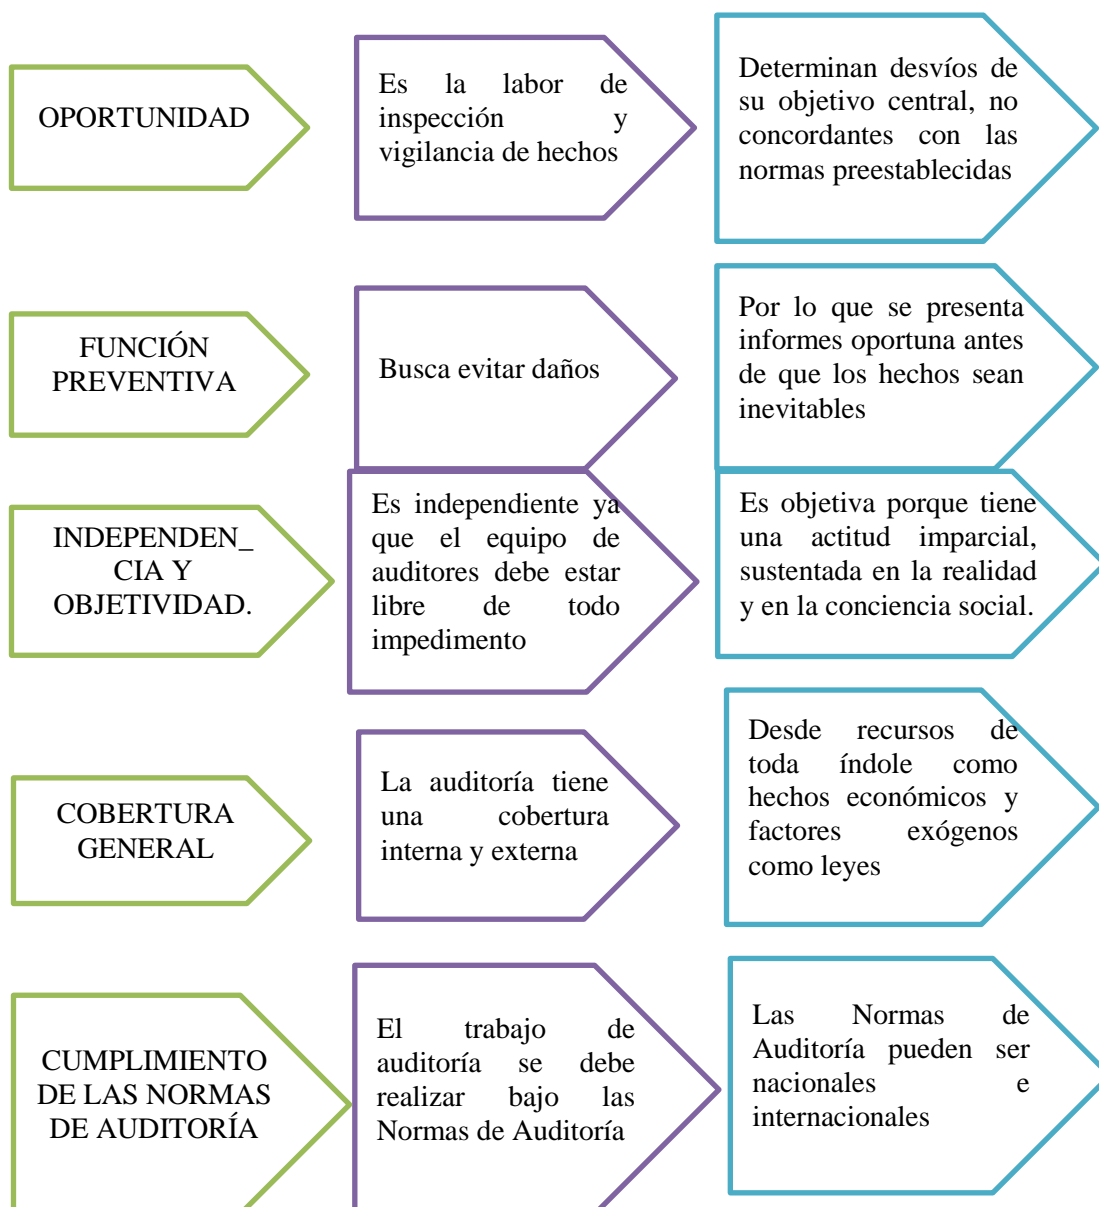 OPORTUNIDAD
Es la labor de
inspección y
vigilancia de hechos
Determinan desvíos de
su objetivo central, no
concordantes con las
normas preestablecidas
FUNCIÓN
PREVENTIVA
Busca evitar daños
Por lo que se presenta
informes oportuna antes
de que los hechos sean
inevitables
INDEPENDEN_
CIA Y
OBJETIVIDAD.
Es independiente ya
que el equipo de
auditores debe estar
libre de todo
impedimento
Es objetiva porque tiene
una actitud imparcial,
sustentada en la realidad
y en la conciencia social.
COBERTURA
GENERAL
La auditoría tiene
una cobertura
interna y externa
Desde recursos de
toda índole como
hechos económicos y
factores exógenos
como leyes
CUMPLIMIENTO
DE LAS NORMAS
DE AUDITORÍA
El trabajo de
auditoría se debe
realizar bajo las
Normas de Auditoría
Las Normas de
Auditoría pueden ser
nacionales e
internacionales